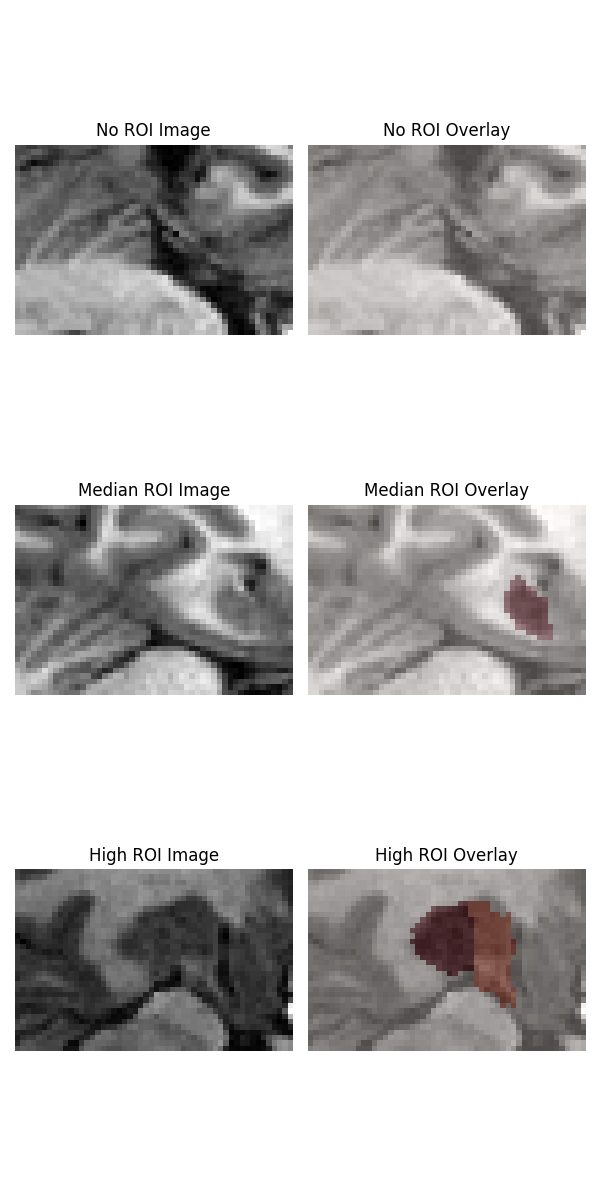 No ROI Image
No ROI Overlay
Median ROI Image
Median ROI Overlay
High ROI Image
High ROI Overlay